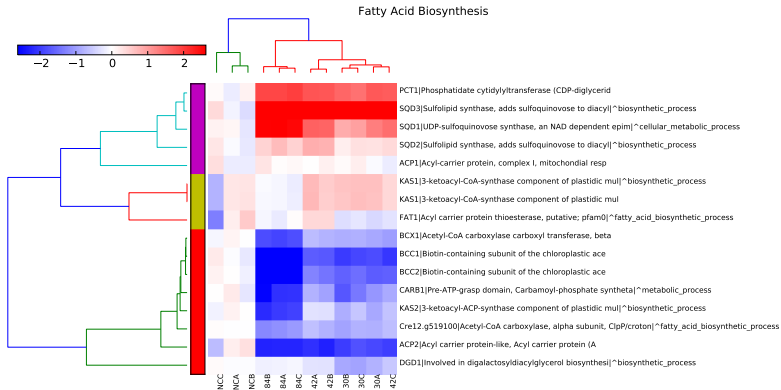 Fatty Acid Biosynthesis
−2 −1 0 1 2
PCT1|Phosphatidate cytidylyltransferase (CDP-diglycerid
SQD3|Sulfolipid synthase, adds sulfoquinovose to diacyl|^biosynthetic_process
SQD1|UDP-sulfoquinovose synthase, an NAD dependent epim|^cellular_metabolic_process
SQD2|Sulfolipid synthase, adds sulfoquinovose to diacyl|^biosynthetic_process
ACP1|Acyl-carrier protein, complex I, mitochondrial resp
KAS1|3-ketoacyl-CoA-synthase component of plastidic mul|^biosynthetic_process
KAS1|3-ketoacyl-CoA-synthase component of plastidic mul
FAT1|Acyl carrier protein thioesterase, putative; pfam0|^fatty_acid_biosynthetic_process
BCX1|Acetyl-CoA carboxylase carboxyl transferase, beta
BCC1|Biotin-containing subunit of the chloroplastic ace
BCC2|Biotin-containing subunit of the chloroplastic ace
CARB1|Pre-ATP-grasp domain, Carbamoyl-phosphate syntheta|^metabolic_process
KAS2|3-ketoacyl-ACP-synthase component of plastidic mul|^biosynthetic_process
Cre12.g519100|Acetyl-CoA carboxylase, alpha subunit, ClpP/croton|^fatty_acid_biosynthetic_process
ACP2|Acyl carrier protein-like, Acyl carrier protein (A
DGD1|Involved in digalactosyldiacylglycerol biosynthesi|^biosynthetic_process
NCC NCA NCB 84B 84A 84C 42A 42B 30B 30C 30A 42C